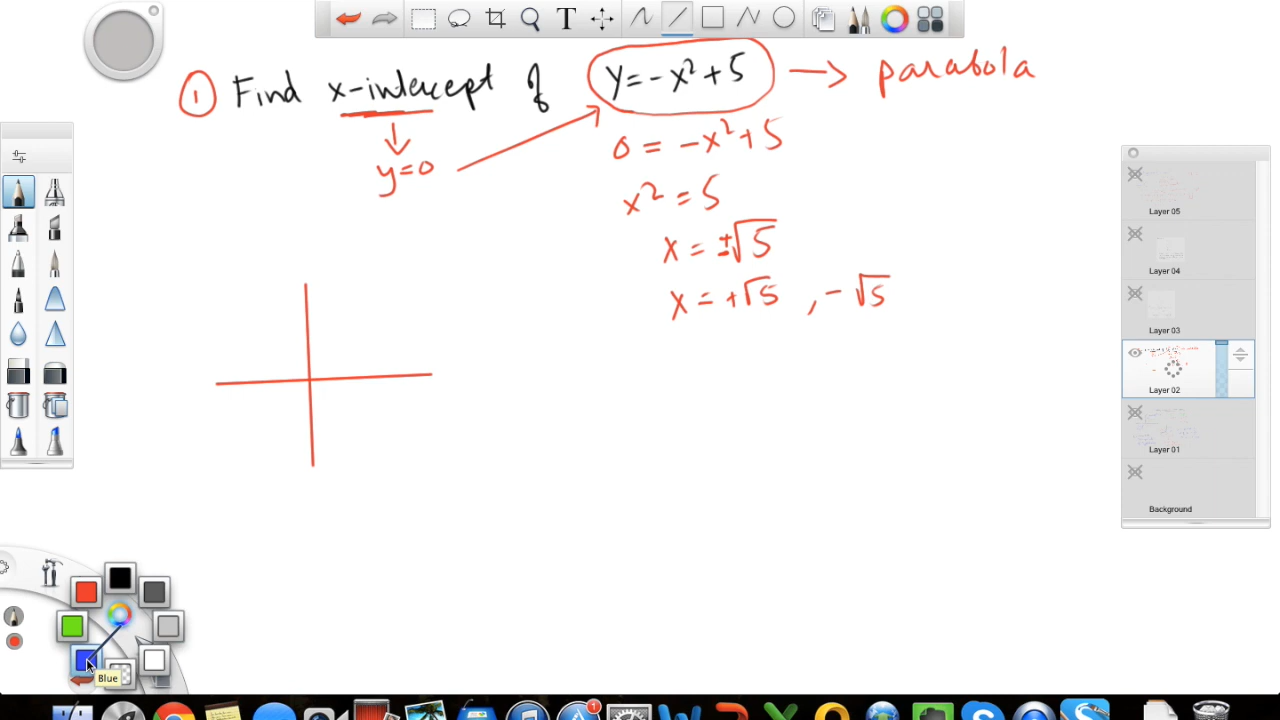 ① Find x-intercept of y=-x²+5 → parabola
y=0
0 = -x²+5
x² = 5
x = ±√5
x = +√5 , -√5
Layer 05
Layer 04
Layer 03
Layer 02
Layer 01
Background
Blue